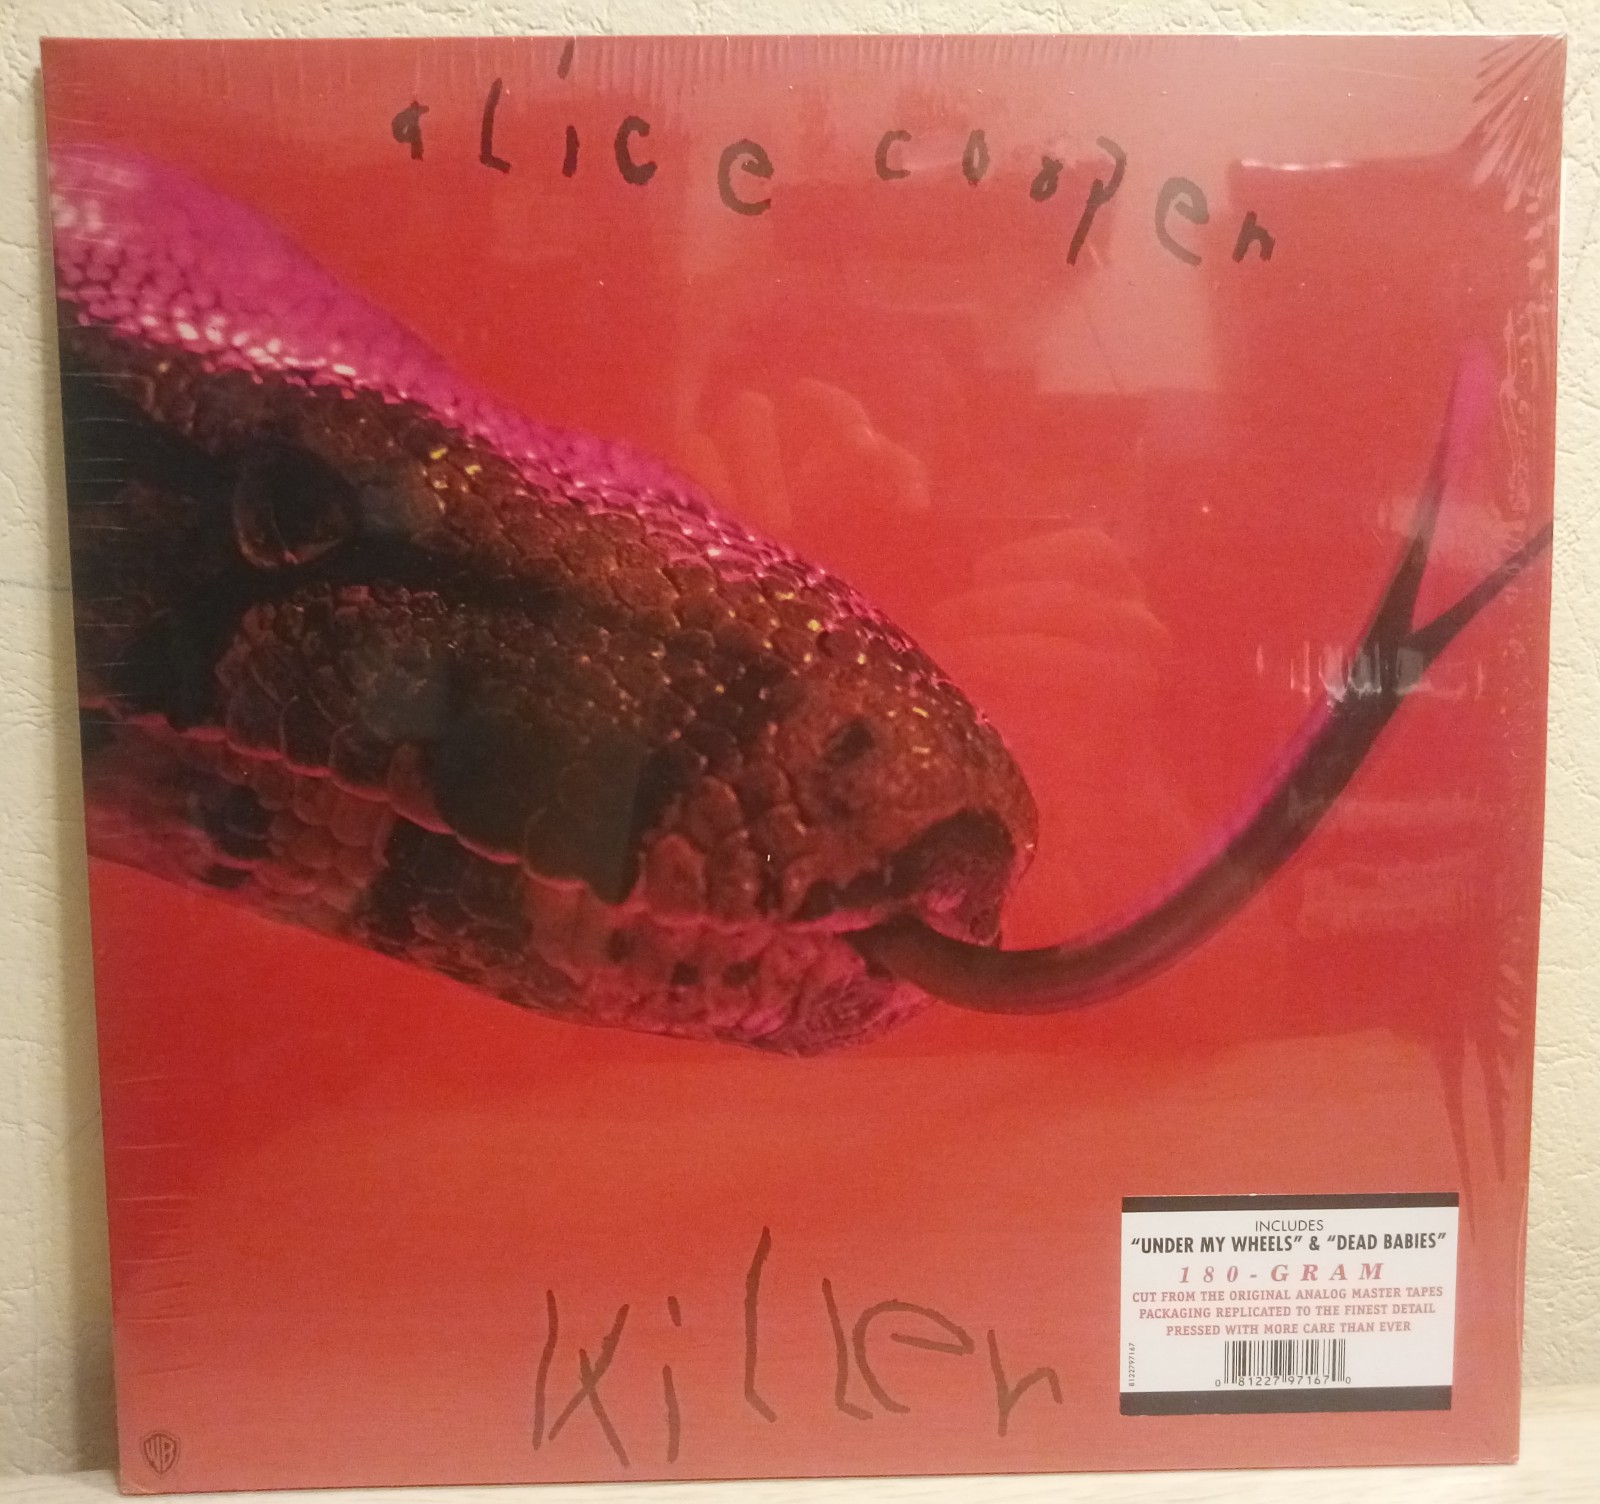 alice cooper
killer
INCLUDES
“UNDER MY WHEELS” & “DEAD BABIES”
180-GRAM
CUT FROM THE ORIGINAL ANALOG MASTER TAPES
PACKAGING REPLICATED TO THE FINEST DETAIL
PRESSED WITH MORE CARE THAN EVER
8122797167
0 81227 97167 0
WB